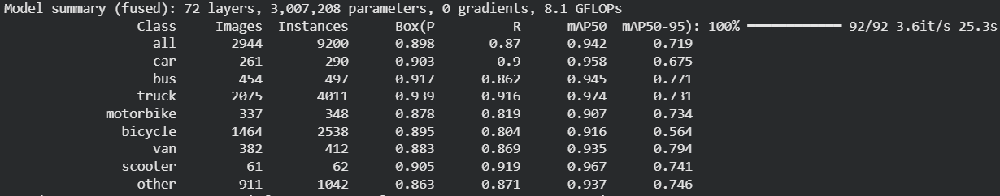 Model summary (fused): 72 layers, 3,007,208 parameters, 0 gradients, 8.1 GFLOPs
Class Images Instances Box(P R mAP50 mAP50-95): 100% ━━━━━━━━━━━━ 92/92 3.6it/s 25.3s
all 2944 9200 0.898 0.87 0.942 0.719
car 261 290 0.903 0.9 0.958 0.675
bus 454 497 0.917 0.862 0.945 0.771
truck 2075 4011 0.939 0.916 0.974 0.731
motorbike 337 348 0.878 0.819 0.907 0.734
bicycle 1464 2538 0.895 0.804 0.916 0.564
van 382 412 0.883 0.869 0.935 0.794
scooter 61 62 0.905 0.919 0.967 0.741
other 911 1042 0.863 0.871 0.937 0.746